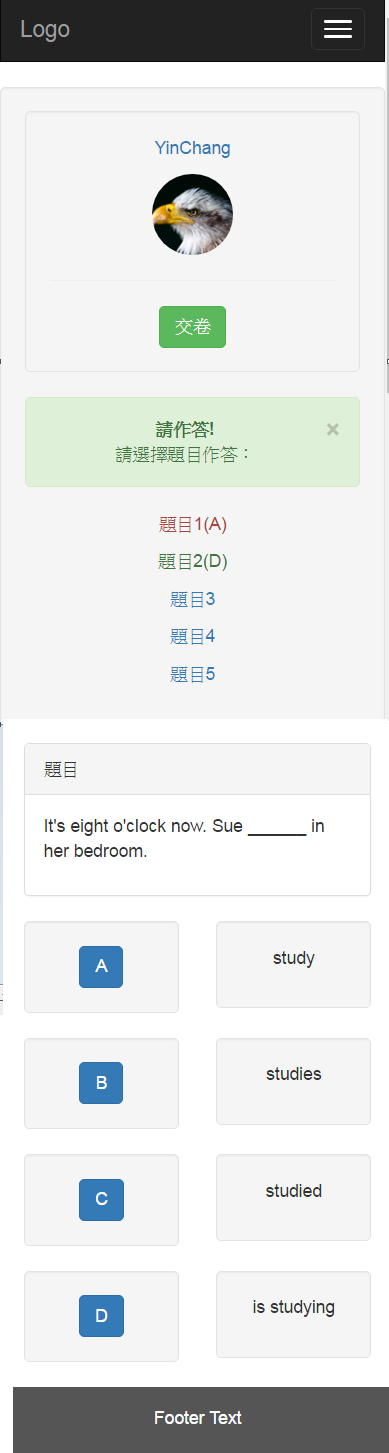 Logo
YinChang
交卷
請作答!
×
請選擇題目作答：
題目1(A)
題目2(D)
題目3
題目4
題目5
題目
It's eight o'clock now. Sue ______ in
her bedroom.
A
study
B
studies
C
studied
D
is studying
Footer Text